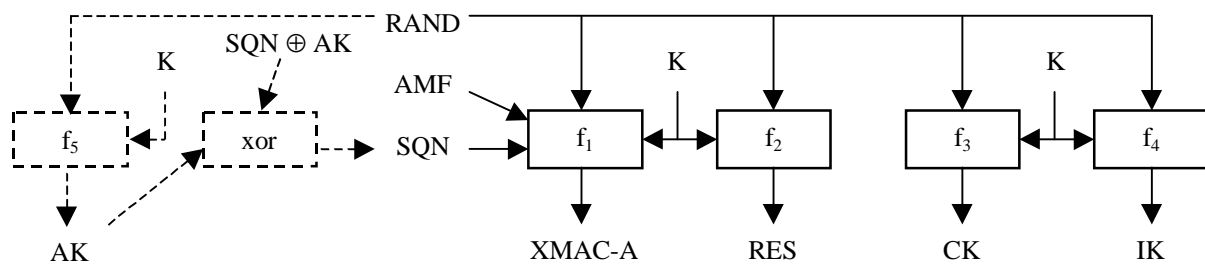 RAND
SQN ⊕ AK
K
K
K
AMF
f₅
xor
SQN
f₁
f₂
f₃
f₄
AK
XMAC-A
RES
CK
IK